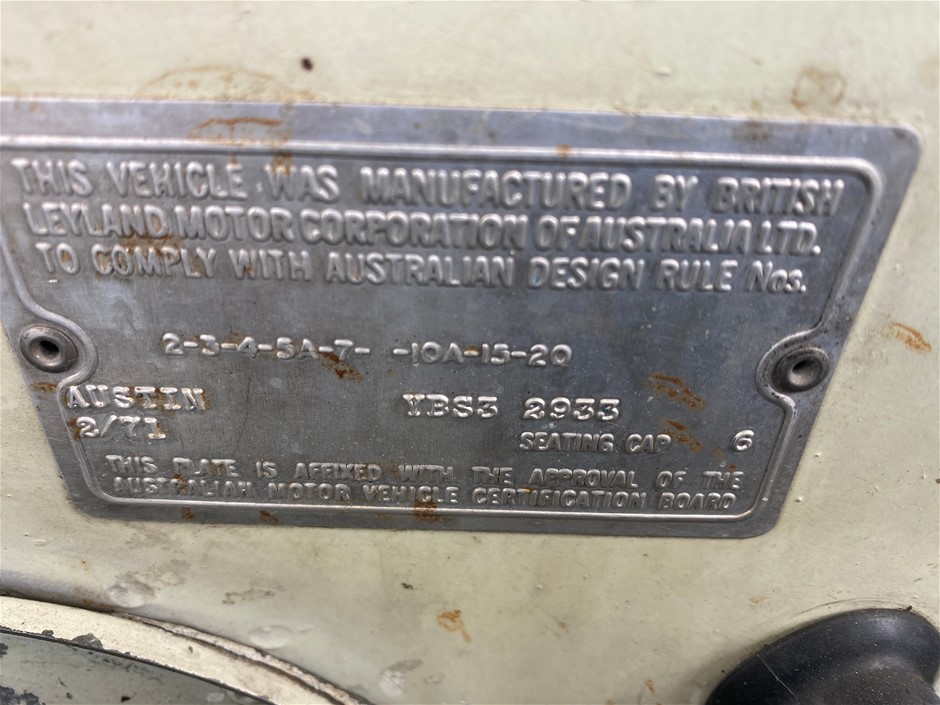 THIS VEHICLE WAS MANUFACTURED BY BRITISH
LEYLAND MOTOR CORPORATION OF AUSTRALIA LTD.
TO COMPLY WITH AUSTRALIAN DESIGN RULE Nos.
2-3-4-5A-7- -10A-15-20
AUSTIN YBS3 2933
2/71 SEATING CAP 6
THIS PLATE IS AFFIXED WITH THE APPROVAL OF THE
AUSTRALIAN MOTOR VEHICLE CERTIFICATION BOARD